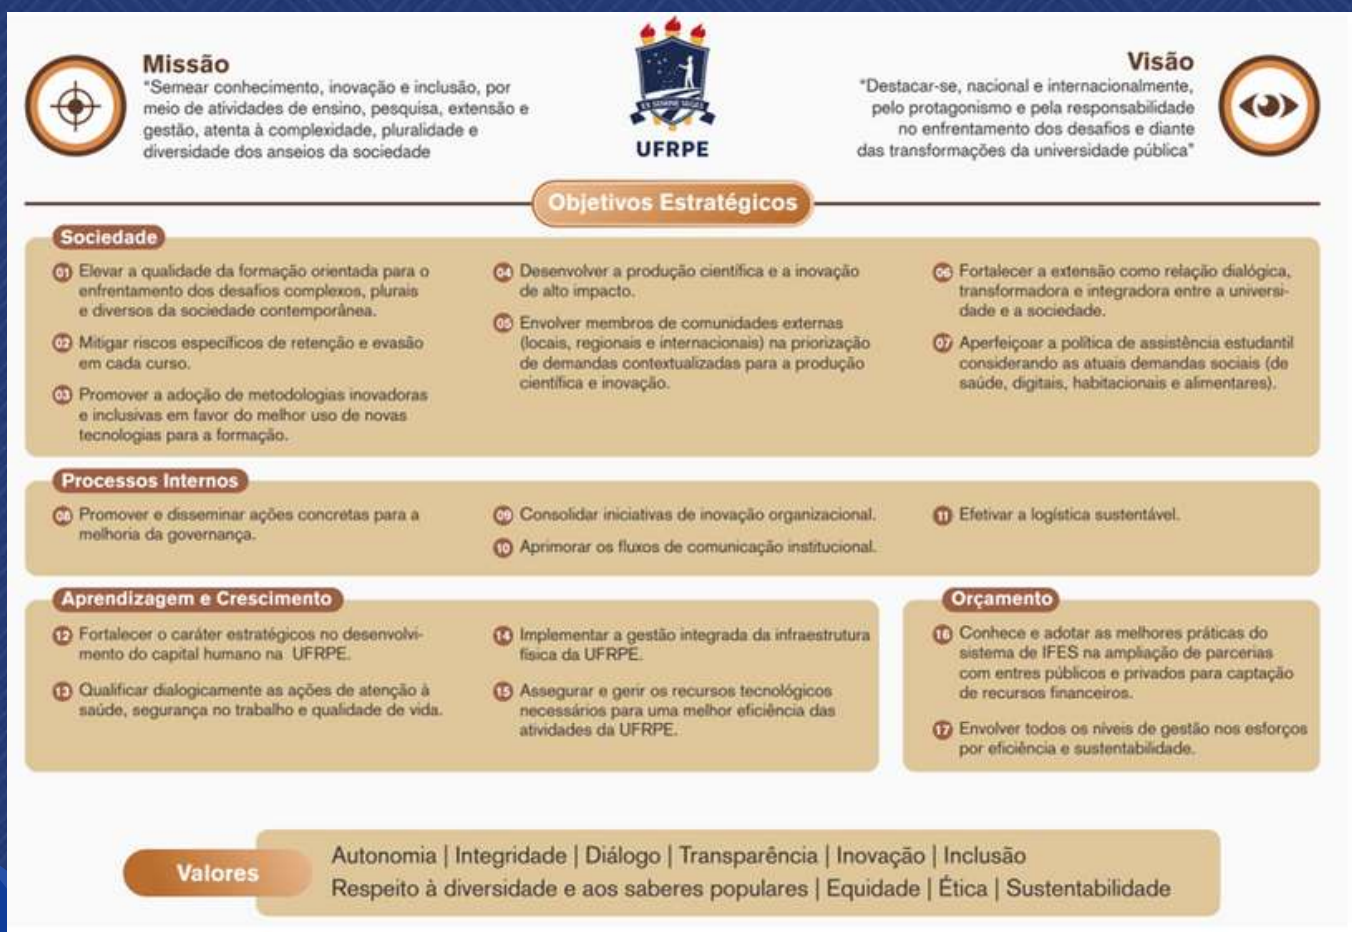 Missão
"Semear conhecimento, inovação e inclusão, por
meio de atividades de ensino, pesquisa, extensão e
gestão, atenta à complexidade, pluralidade e
diversidade dos anseios da sociedade
EX SEMINE SEGES
UFRPE
Visão
"Destacar-se, nacional e internacionalmente,
pelo protagonismo e pela responsabilidade
no enfrentamento dos desafios e diante
das transformações da universidade pública"
Objetivos Estratégicos
Sociedade
01 Elevar a qualidade da formação orientada para o
enfrentamento dos desafios complexos, plurais
e diversos da sociedade contemporânea.
02 Mitigar riscos específicos de retenção e evasão
em cada curso.
03 Promover a adoção de metodologias inovadoras
e inclusivas em favor do melhor uso de novas
tecnologias para a formação.
04 Desenvolver a produção científica e a inovação
de alto impacto.
05 Envolver membros de comunidades externas
(locais, regionais e internacionais) na priorização
de demandas contextualizadas para a produção
científica e inovação.
06 Fortalecer a extensão como relação dialógica,
transformadora e integradora entre a universi-
dade e a sociedade.
07 Aperfeiçoar a política de assistência estudantil
considerando as atuais demandas sociais (de
saúde, digitais, habitacionais e alimentares).
Processos Internos
08 Promover e disseminar ações concretas para a
melhoria da governança.
09 Consolidar iniciativas de inovação organizacional.
10 Aprimorar os fluxos de comunicação institucional.
11 Efetivar a logística sustentável.
Aprendizagem e Crescimento
12 Fortalecer o caráter estratégicos no desenvolvi-
mento do capital humano na UFRPE.
13 Qualificar dialogicamente as ações de atenção à
saúde, segurança no trabalho e qualidade de vida.
14 Implementar a gestão integrada da infraestrutura
física da UFRPE.
15 Assegurar e gerir os recursos tecnológicos
necessários para uma melhor eficiência das
atividades da UFRPE.
Orçamento
16 Conhece e adotar as melhores práticas do
sistema de IFES na ampliação de parcerias
com entres públicos e privados para captação
de recursos financeiros.
17 Envolver todos os níveis de gestão nos esforços
por eficiência e sustentabilidade.
Valores
Autonomia | Integridade | Diálogo | Transparência | Inovação | Inclusão
Respeito à diversidade e aos saberes populares | Equidade | Ética | Sustentabilidade